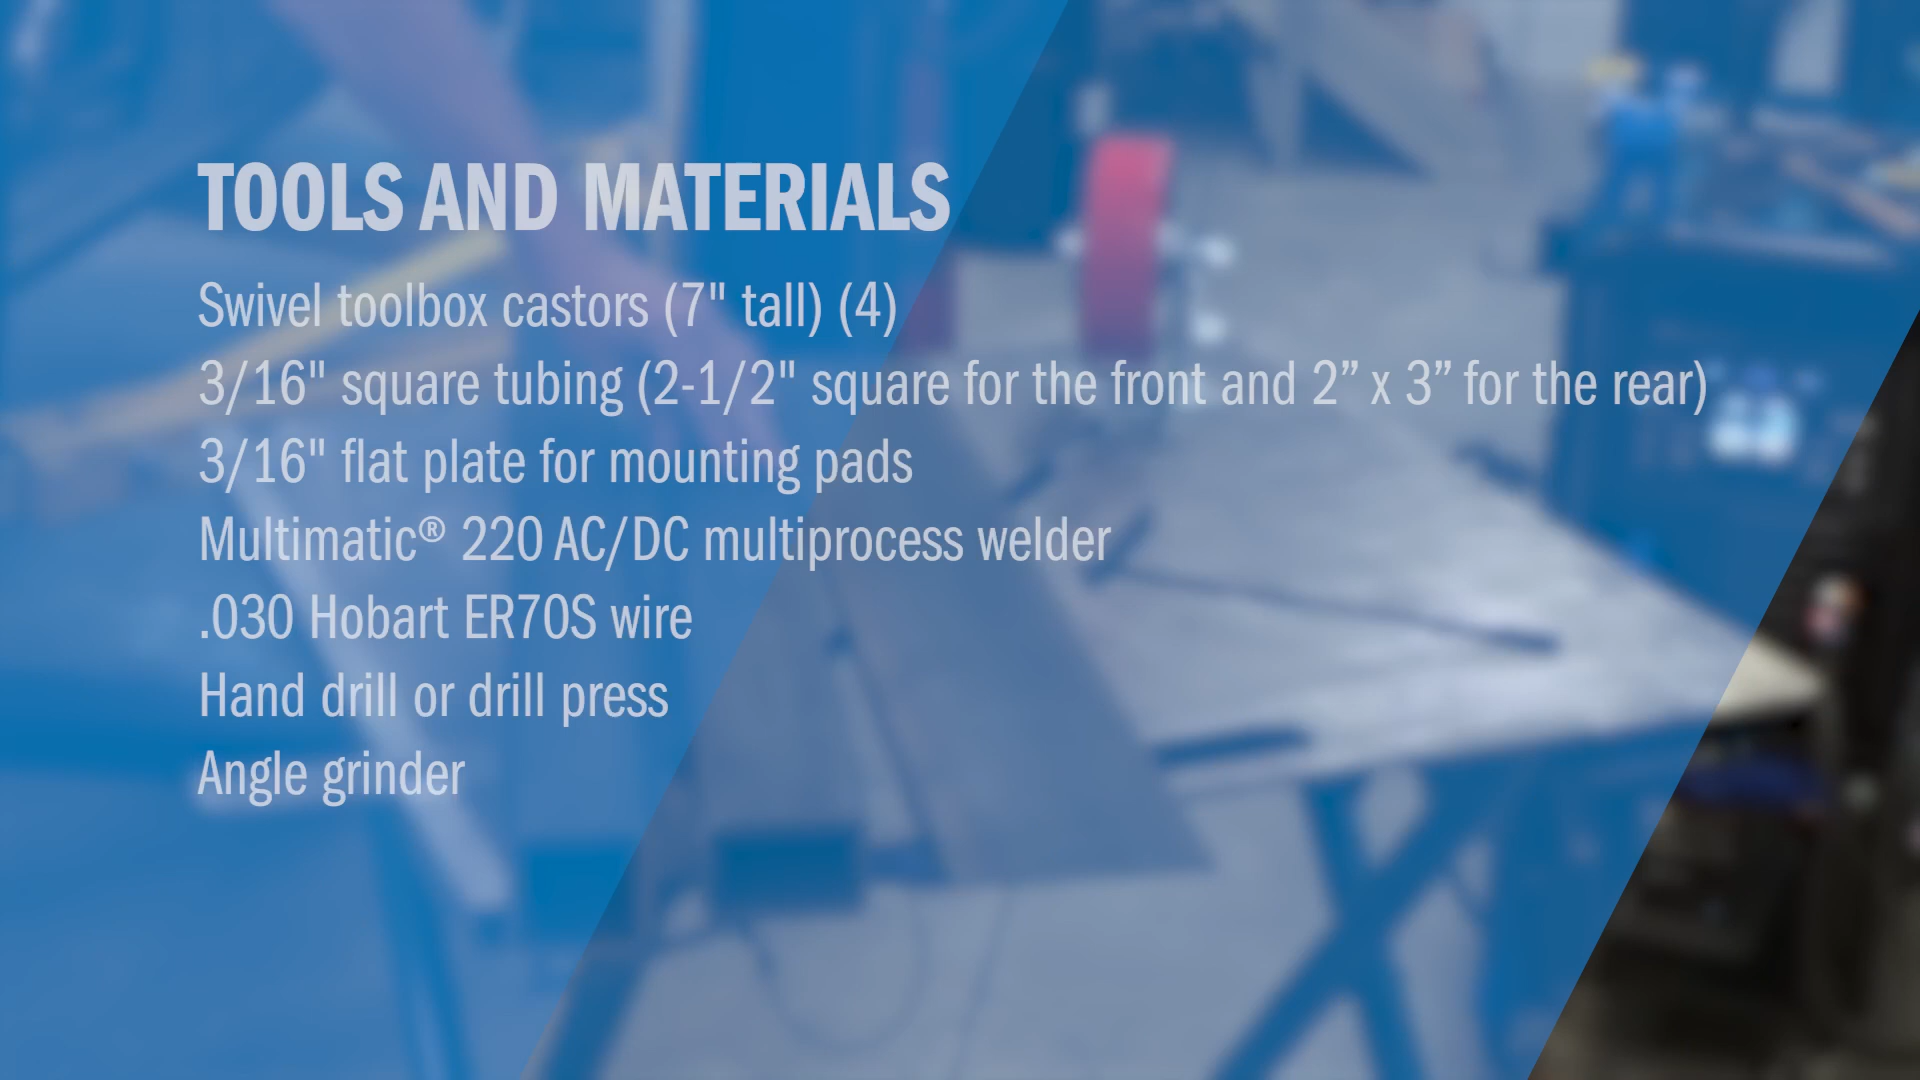 TOOLS AND MATERIALS
Swivel toolbox castors (7" tall) (4)
3/16" square tubing (2-1/2" square for the front and 2” x 3” for the rear)
3/16" flat plate for mounting pads
Multimatic® 220 AC/DC multiprocess welder
.030 Hobart ER70S wire
Hand drill or drill press
Angle grinder